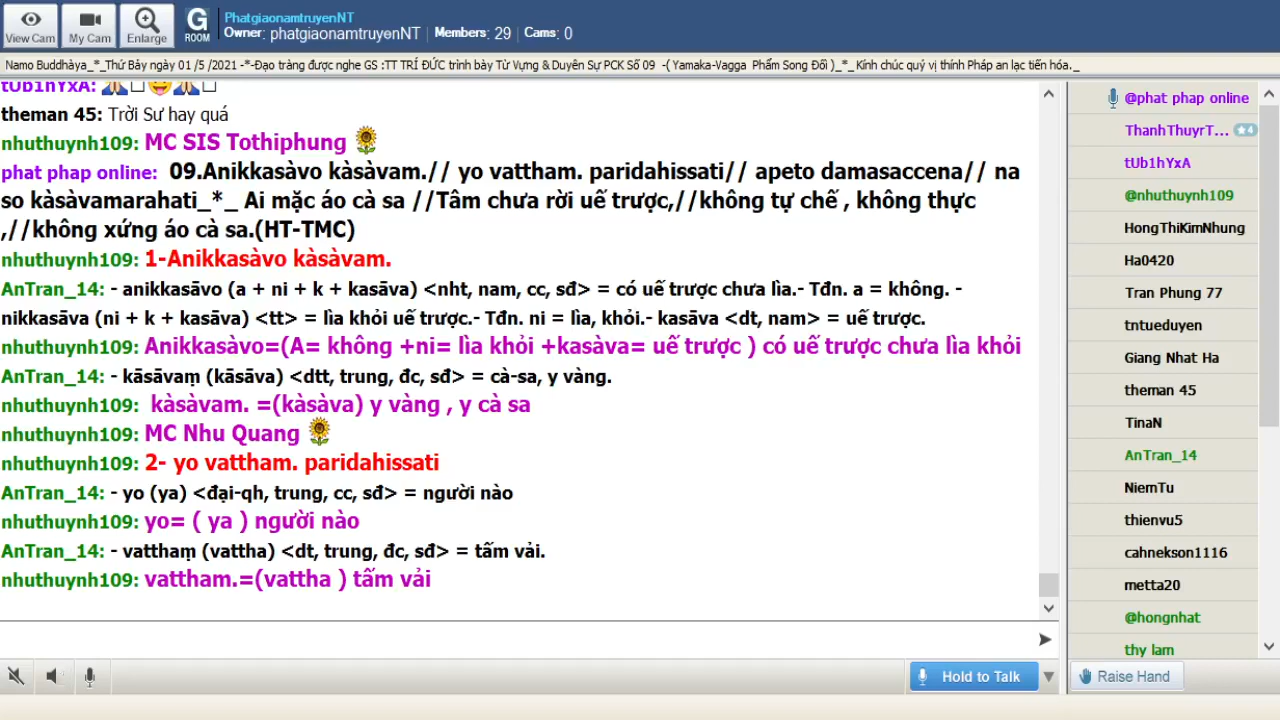 View Cam
My Cam
Enlarge
G
ROOM
PhatgiaonamtruyenNT
Owner: phatgiaonamtruyenNT | Members: 29 | Cams: 0
Namo Buddhàya_*_Thứ Bảy ngày 01 /5 /2021 -*-Đạo tràng được nghe GS :TT TRÍ ĐỨC trình bày Từ Vựng & Duyên Sự PCK Số 09 -( Yamaka-Vagga Phẩm Song Đối )_*_ Kính chúc quý vị thính Pháp an lạc tiến hóa._
tUb1hYxA:
theman 45: Trời Sư hay quá
nhuthuynh109: MC SIS Tothiphung
phat phap online: 09.Anikkasàvo kàsàvam.// yo vattham. paridahissati// apeto damasaccena// na
so kàsàvamarahati_*_ Ai mặc áo cà sa //Tâm chưa rời uế trược,//không tự chế , không thực
,//không xứng áo cà sa.(HT-TMC)
nhuthuynh109: 1-Anikkasàvo kàsàvam.
AnTran_14: - anikkasāvo (a + ni + k + kasāva) <nht, nam, cc, sđ> = có uế trược chưa lìa.- Tđn. a = không. -
nikkasāva (ni + k + kasāva) <tt> = lìa khỏi uế trược.- Tđn. ni = lìa, khỏi.- kasāva <dt, nam> = uế trược.
nhuthuynh109: Anikkasàvo=(A= không +ni= lìa khỏi +kasàva= uế trược ) có uế trược chưa lìa khỏi
AnTran_14: - kāsāvaṃ (kāsāva) <dtt, trung, đc, sđ> = cà-sa, y vàng.
nhuthuynh109: kàsàvam. =(kàsàva) y vàng , y cà sa
nhuthuynh109: MC Nhu Quang
nhuthuynh109: 2- yo vattham. paridahissati
AnTran_14: - yo (ya) <đại-qh, trung, cc, sđ> = người nào
nhuthuynh109: yo= ( ya ) người nào
AnTran_14: - vatthaṃ (vattha) <dt, trung, đc, sđ> = tấm vải.
nhuthuynh109: vattham.=(vattha ) tấm vải
@phat phap online
ThanhThuyrT... ★4
tUb1hYxA
@nhuthuynh109
HongThiKimNhung
Ha0420
Tran Phung 77
tntueduyen
Giang Nhat Ha
theman 45
TinaN
AnTran_14
NiemTu
thienvu5
cahnekson1116
metta20
@hongnhat
thy lam
Hold to Talk
Raise Hand